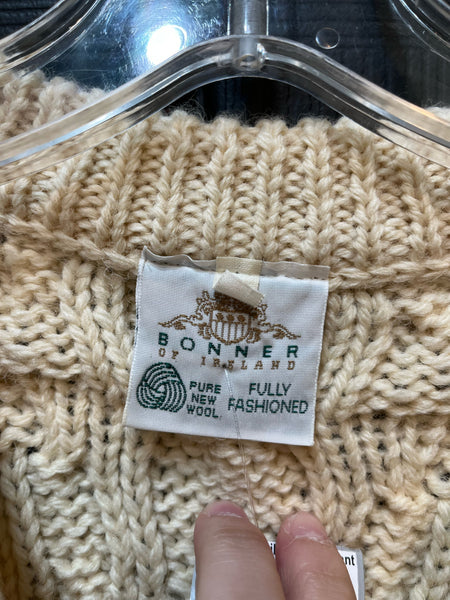 BONNER
OF IRELAND
PURE
NEW
WOOL
FULLY
FASHIONED